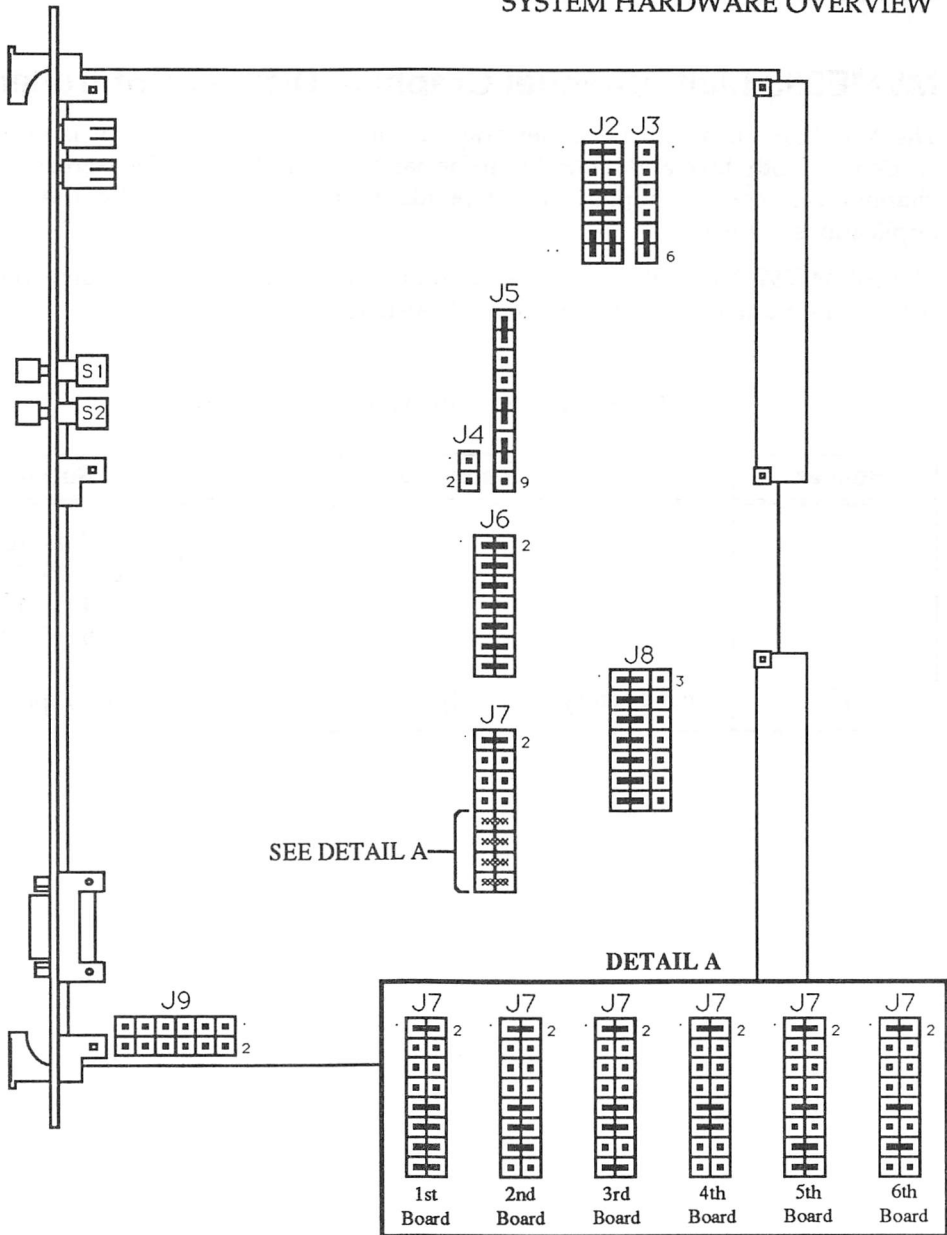 SYSTEM HARDWARE OVERVIEW
J2 J3
6
J5
S1
S2
J4
2 9
J6
2
J8
3
J7
2
SEE DETAIL A
DETAIL A
J9
2
J7 J7 J7 J7 J7 J7
2 2 2 2 2 2
1st Board
2nd Board
3rd Board
4th Board
5th Board
6th Board